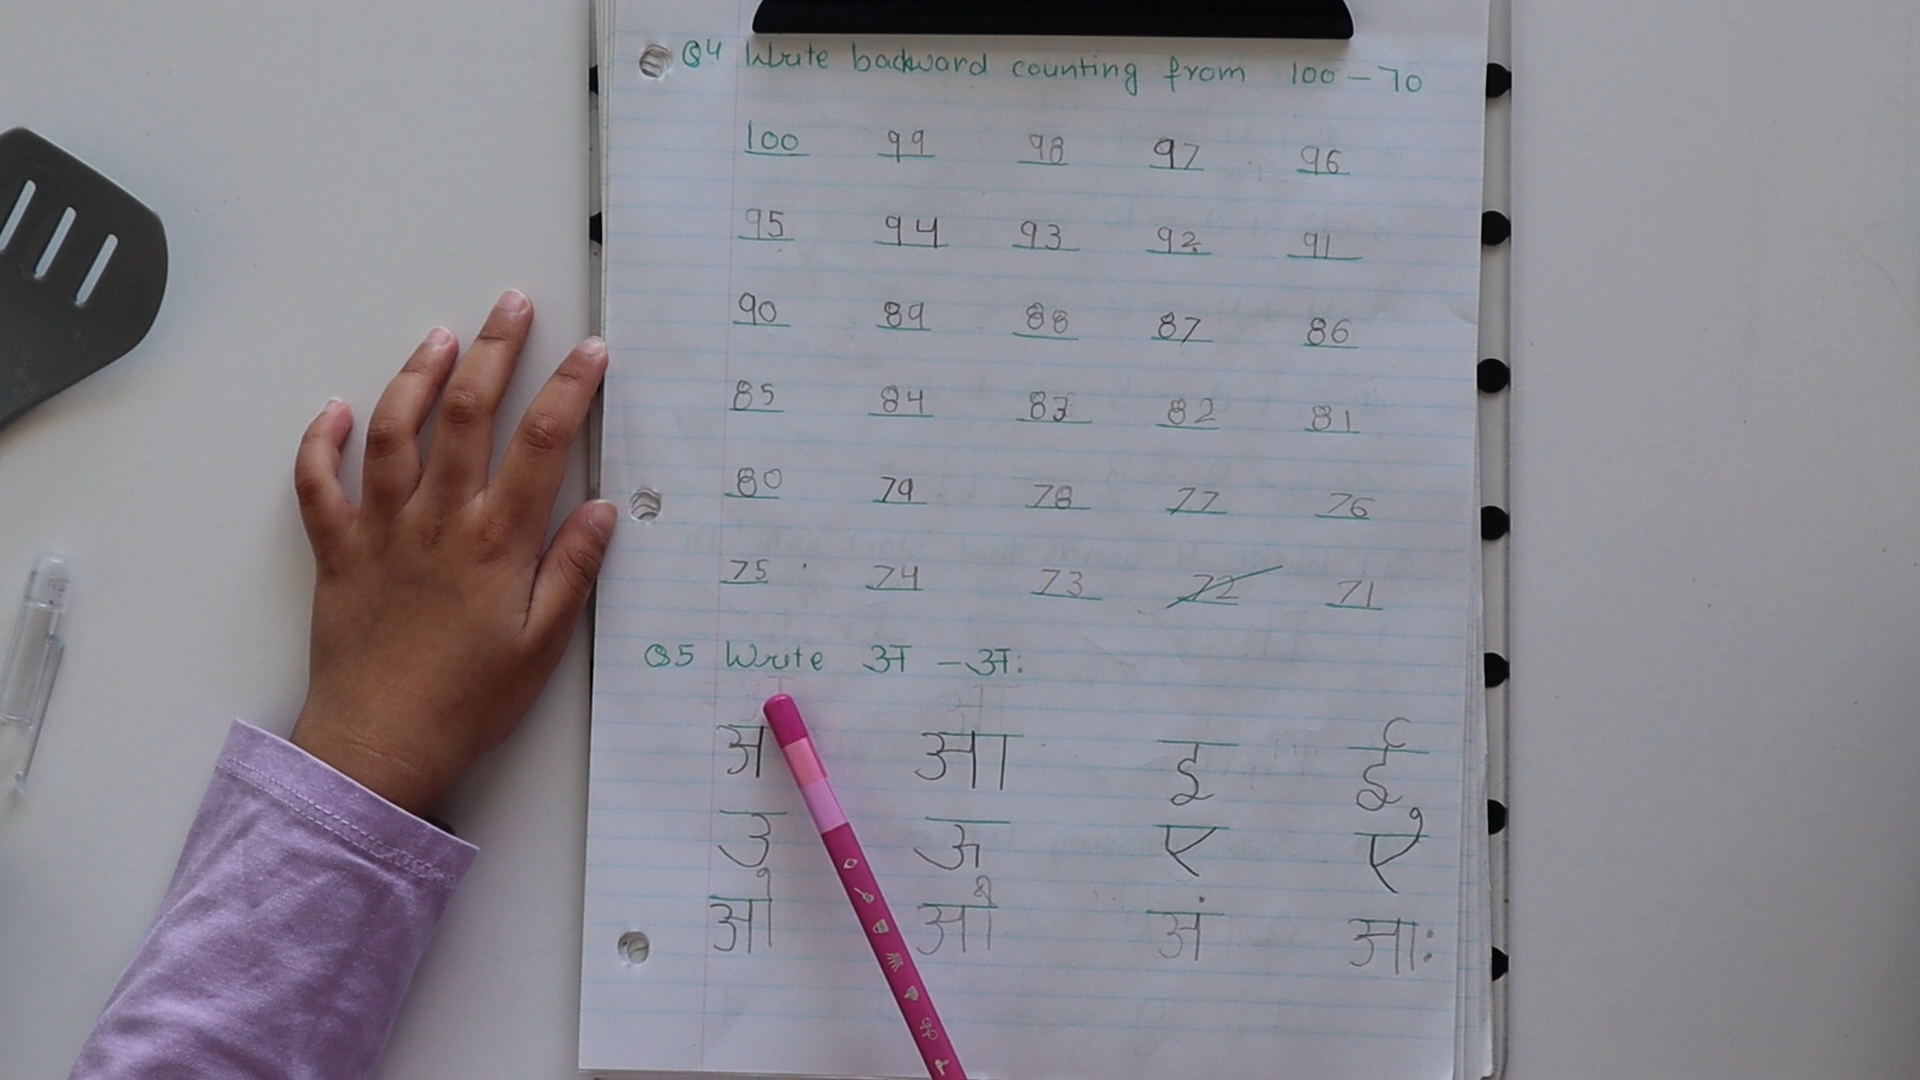 Q4 Write backward counting from 100-70
100 99 98 97 96
95 94 93 92 91
90 89 88 87 86
85 84 83 82 81
80 79 78 77 76
75 74 73 72 71
Q5 Write अ - अ:
अ आ इ ई
उ ऊ ए ऐ
ओ औ अं आ: